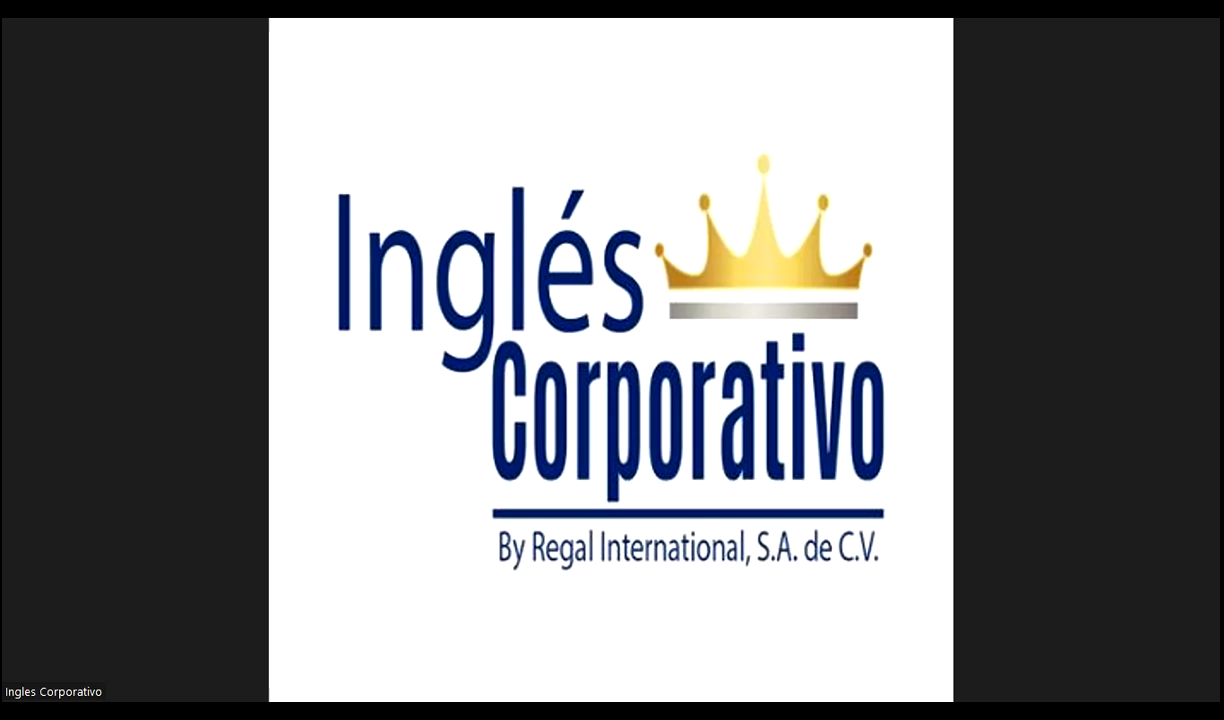 Inglés
Corporativo
By Regal International, S.A. de C.V.
Ingles Corporativo